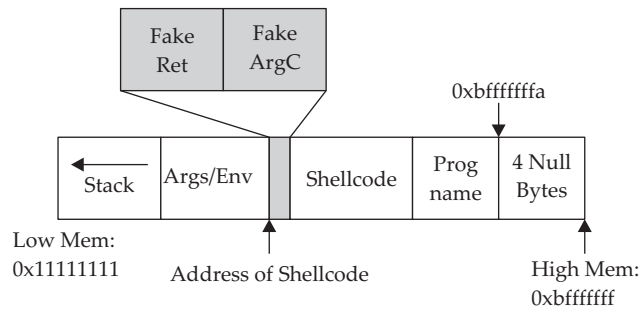 Fake
Ret
Fake
ArgC
0xbffffffa
Stack
Args/Env
Shellcode
Prog
name
4 Null
Bytes
Low Mem:
0x11111111
Address of Shellcode
High Mem:
0xbfffffff